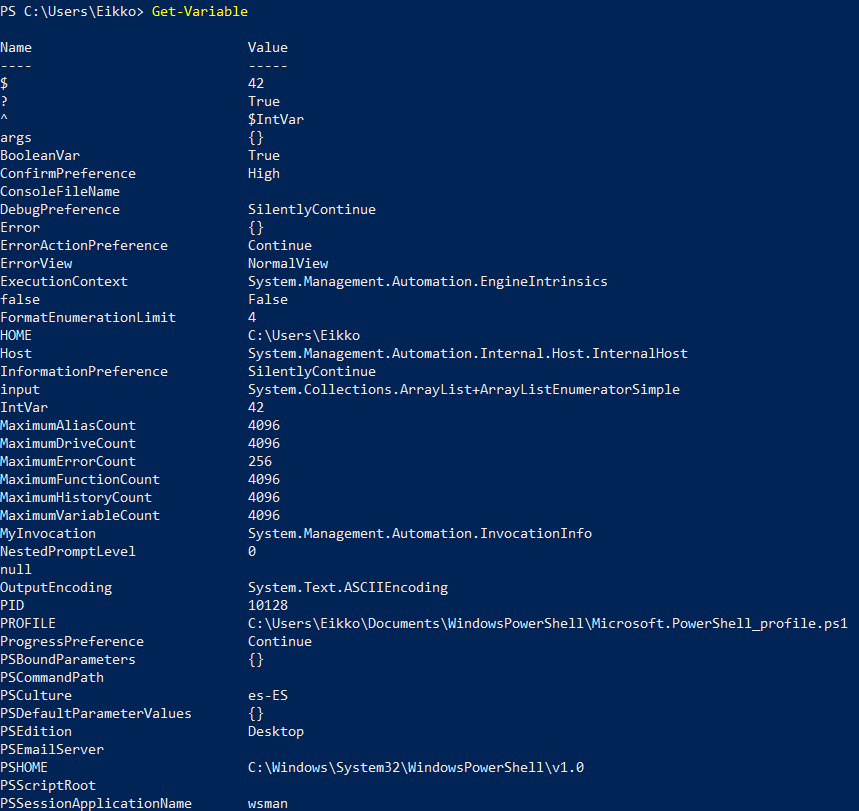 PS C:\Users\Eikko> Get-Variable
Name Value
---- -----
$ 42
? True
^ $IntVar
args {}
BooleanVar True
ConfirmPreference High
ConsoleFileName
DebugPreference SilentlyContinue
Error {}
ErrorActionPreference Continue
ErrorView NormalView
ExecutionContext System.Management.Automation.EngineIntrinsics
false False
FormatEnumerationLimit 4
HOME C:\Users\Eikko
Host System.Management.Automation.Internal.Host.InternalHost
InformationPreference SilentlyContinue
input System.Collections.ArrayList+ArrayListEnumeratorSimple
IntVar 42
MaximumAliasCount 4096
MaximumDriveCount 4096
MaximumErrorCount 256
MaximumFunctionCount 4096
MaximumHistoryCount 4096
MaximumVariableCount 4096
MyInvocation System.Management.Automation.InvocationInfo
NestedPromptLevel 0
null
OutputEncoding System.Text.ASCIIEncoding
PID 10128
PROFILE C:\Users\Eikko\Documents\WindowsPowerShell\Microsoft.PowerShell_profile.ps1
ProgressPreference Continue
PSBoundParameters {}
PSCommandPath
PSCulture es-ES
PSDefaultParameterValues {}
PSEdition Desktop
PSEmailServer
PSHOME C:\Windows\System32\WindowsPowerShell\v1.0
PSScriptRoot
PSSessionApplicationName wsman